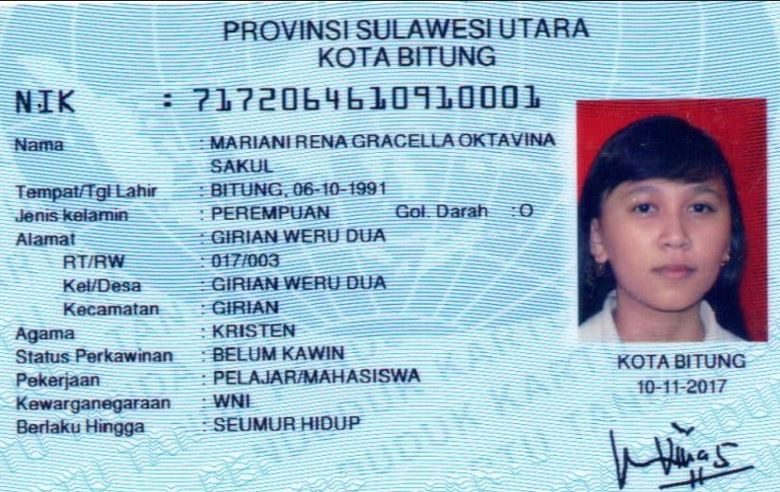 PROVINSI SULAWESI UTARA
KOTA BITUNG
NIK : 7172064610910001
Nama : MARIANI RENA GRACELLA OKTAVINA
SAKUL
Tempat/Tgl Lahir : BITUNG, 06-10-1991
Jenis kelamin : PEREMPUAN Gol. Darah : O
Alamat : GIRIAN WERU DUA
RT/RW : 017/003
Kel/Desa : GIRIAN WERU DUA
Kecamatan : GIRIAN
Agama : KRISTEN
Status Perkawinan : BELUM KAWIN
Pekerjaan : PELAJAR/MAHASISWA
Kewarganegaraan : WNI
Berlaku Hingga : SEUMUR HIDUP
KOTA BITUNG
10-11-2017